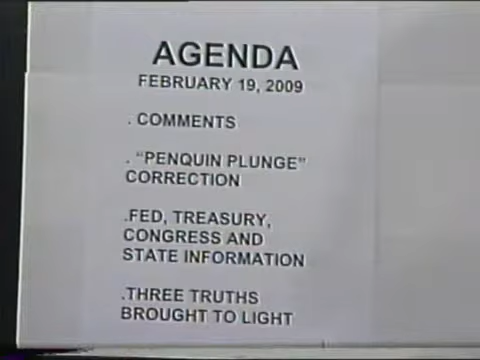 AGENDA
FEBRUARY 19, 2009
. COMMENTS
. "PENQUIN PLUNGE"
CORRECTION
.FED, TREASURY,
CONGRESS AND
STATE INFORMATION
.THREE TRUTHS
BROUGHT TO LIGHT